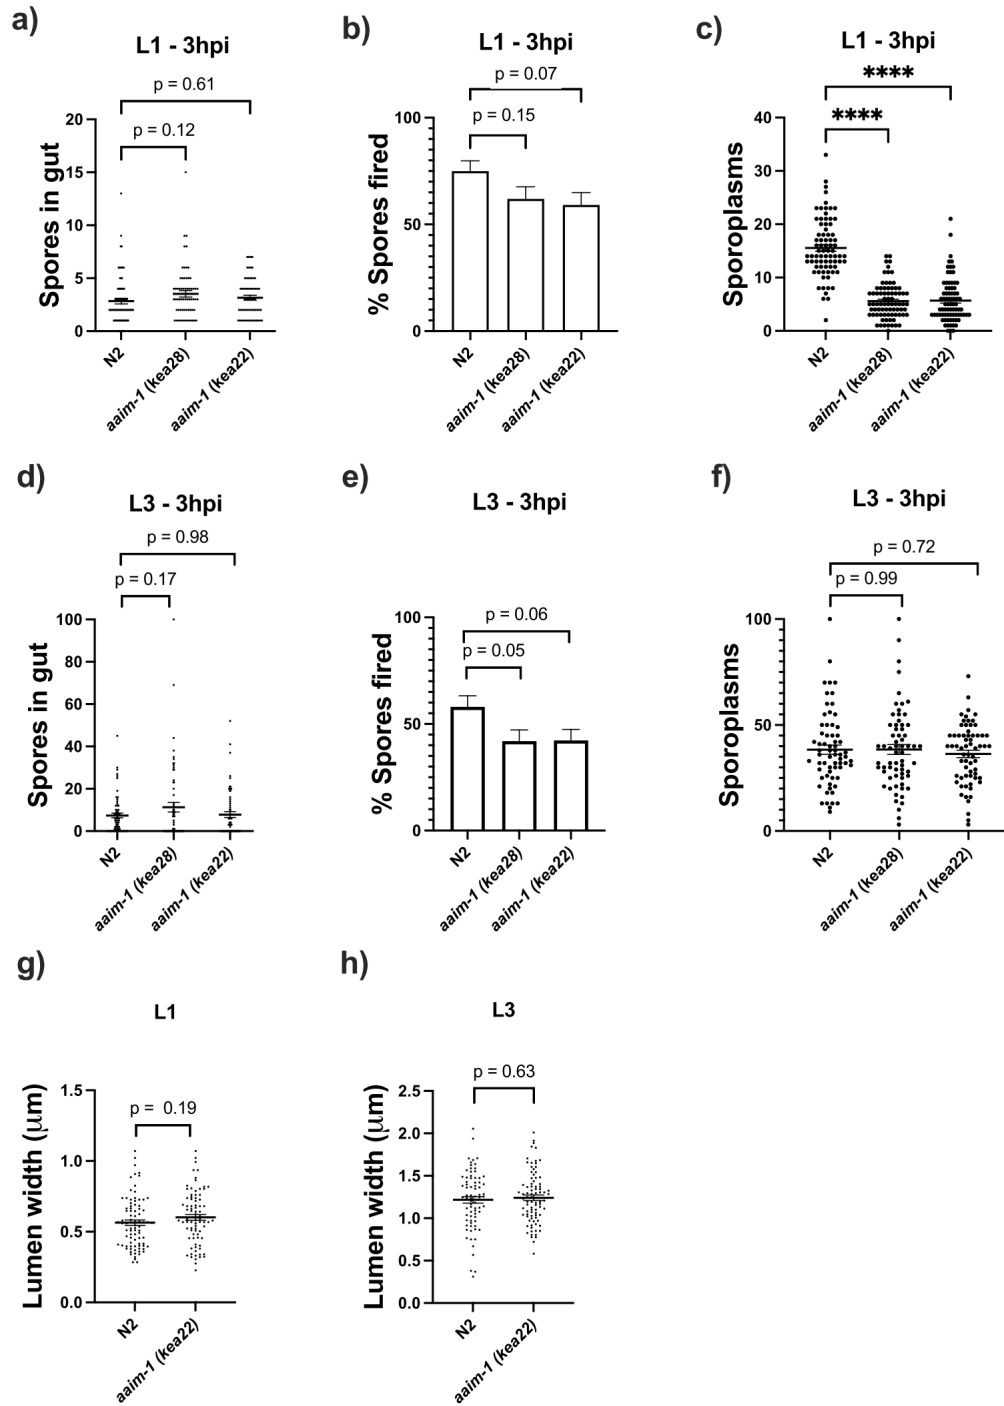 a)
L1 - 3hpi
p = 0.61
p = 0.12
Spores in gut
20
15
10
5
0
N2
aaim-1 (kea28)
aaim-1 (kea22)
b)
L1 - 3hpi
p = 0.07
p = 0.15
% Spores fired
100
50
0
N2
aaim-1 (kea28)
aaim-1 (kea22)
c)
L1 - 3hpi
****
****
Sporoplasms
40
30
20
10
0
N2
aaim-1 (kea28)
aaim-1 (kea22)
d)
L3 - 3hpi
p = 0.98
p = 0.17
Spores in gut
100
80
60
40
20
0
N2
aaim-1 (kea28)
aaim-1 (kea22)
e)
L3 - 3hpi
p = 0.06
p = 0.05
% Spores fired
100
50
0
N2
aaim-1 (kea28)
aaim-1 (kea22)
f)
L3 - 3hpi
p = 0.72
p = 0.99
Sporoplasms
100
50
0
N2
aaim-1 (kea28)
aaim-1 (kea22)
g)
L1
p = 0.19
Lumen width (μm)
1.5
1.0
0.5
0.0
N2
aaim-1 (kea22)
h)
L3
p = 0.63
Lumen width (μm)
2.5
2.0
1.5
1.0
0.5
0.0
N2
aaim-1 (kea22)